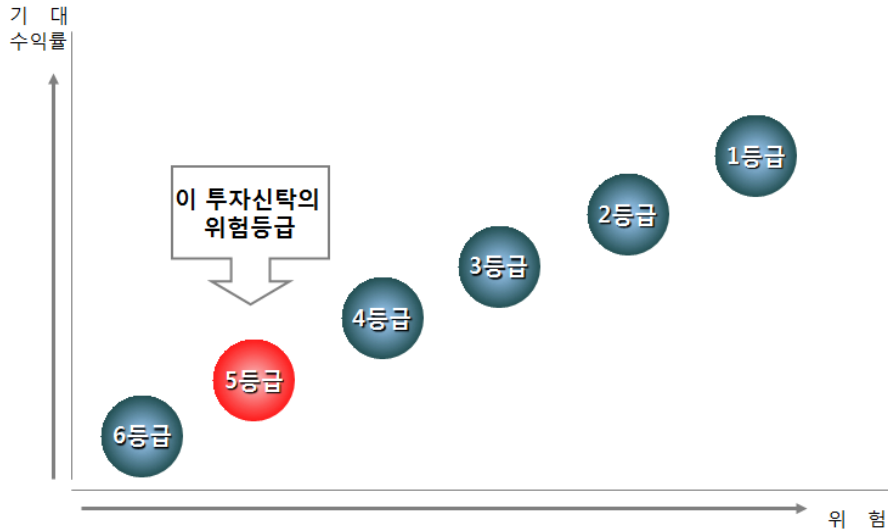 기 대
수익률
1등급
이 투자신탁의
위험등급
2등급
3등급
4등급
5등급
6등급
위 험